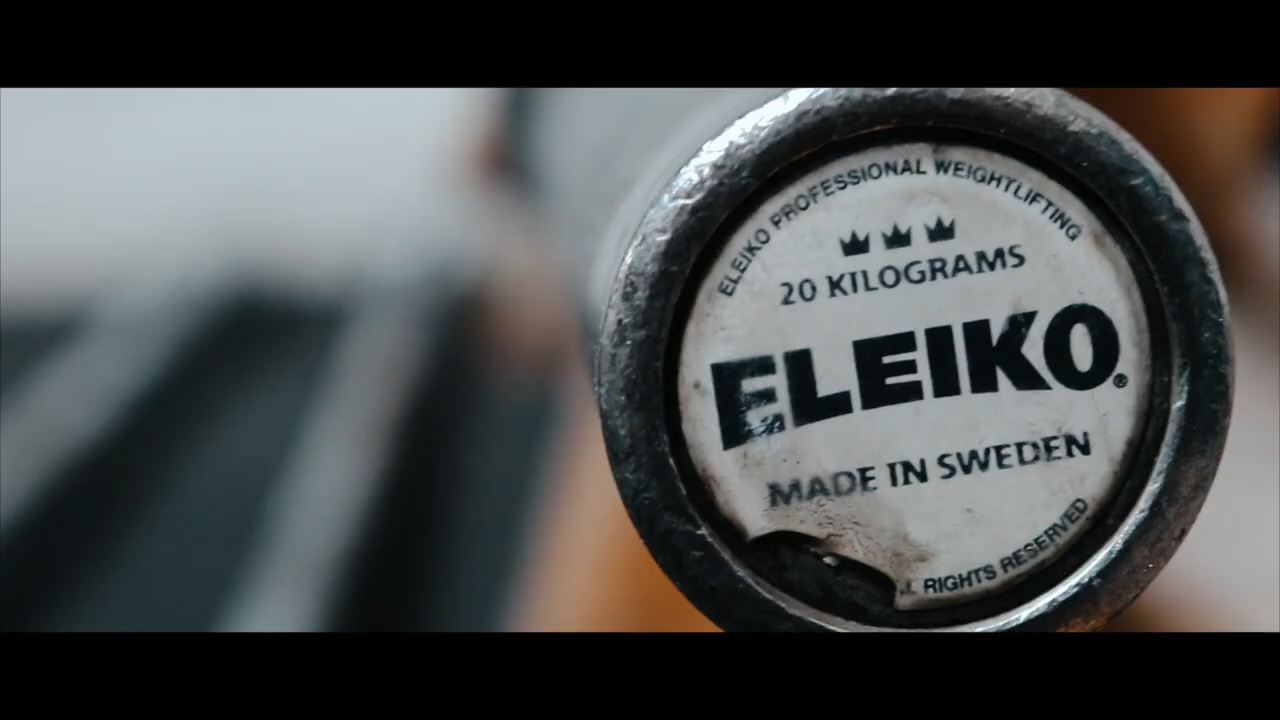 ELEIKO PROFESSIONAL WEIGHTLIFTING
20 KILOGRAMS
ELEIKO®
MADE IN SWEDEN
RIGHTS RESERVED